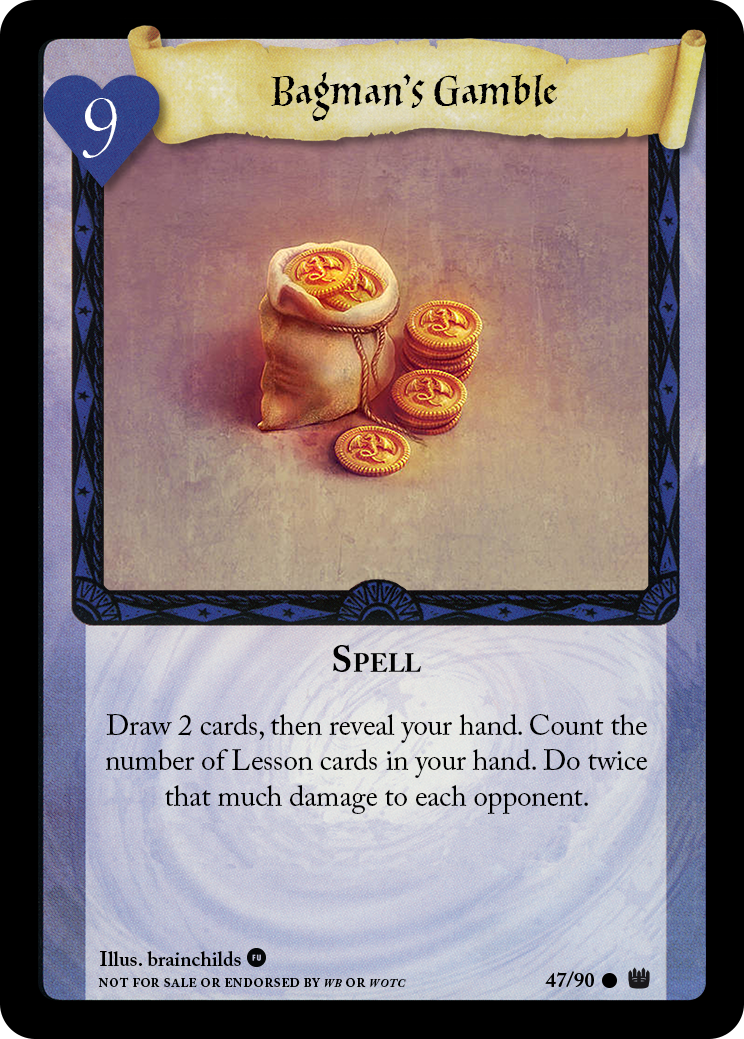 Bagman's Gamble
9
SPELL
Draw 2 cards, then reveal your hand. Count the
number of Lesson cards in your hand. Do twice
that much damage to each opponent.
Illus. brainchilds FU
NOT FOR SALE OR ENDORSED BY WB OR WOTC
47/90